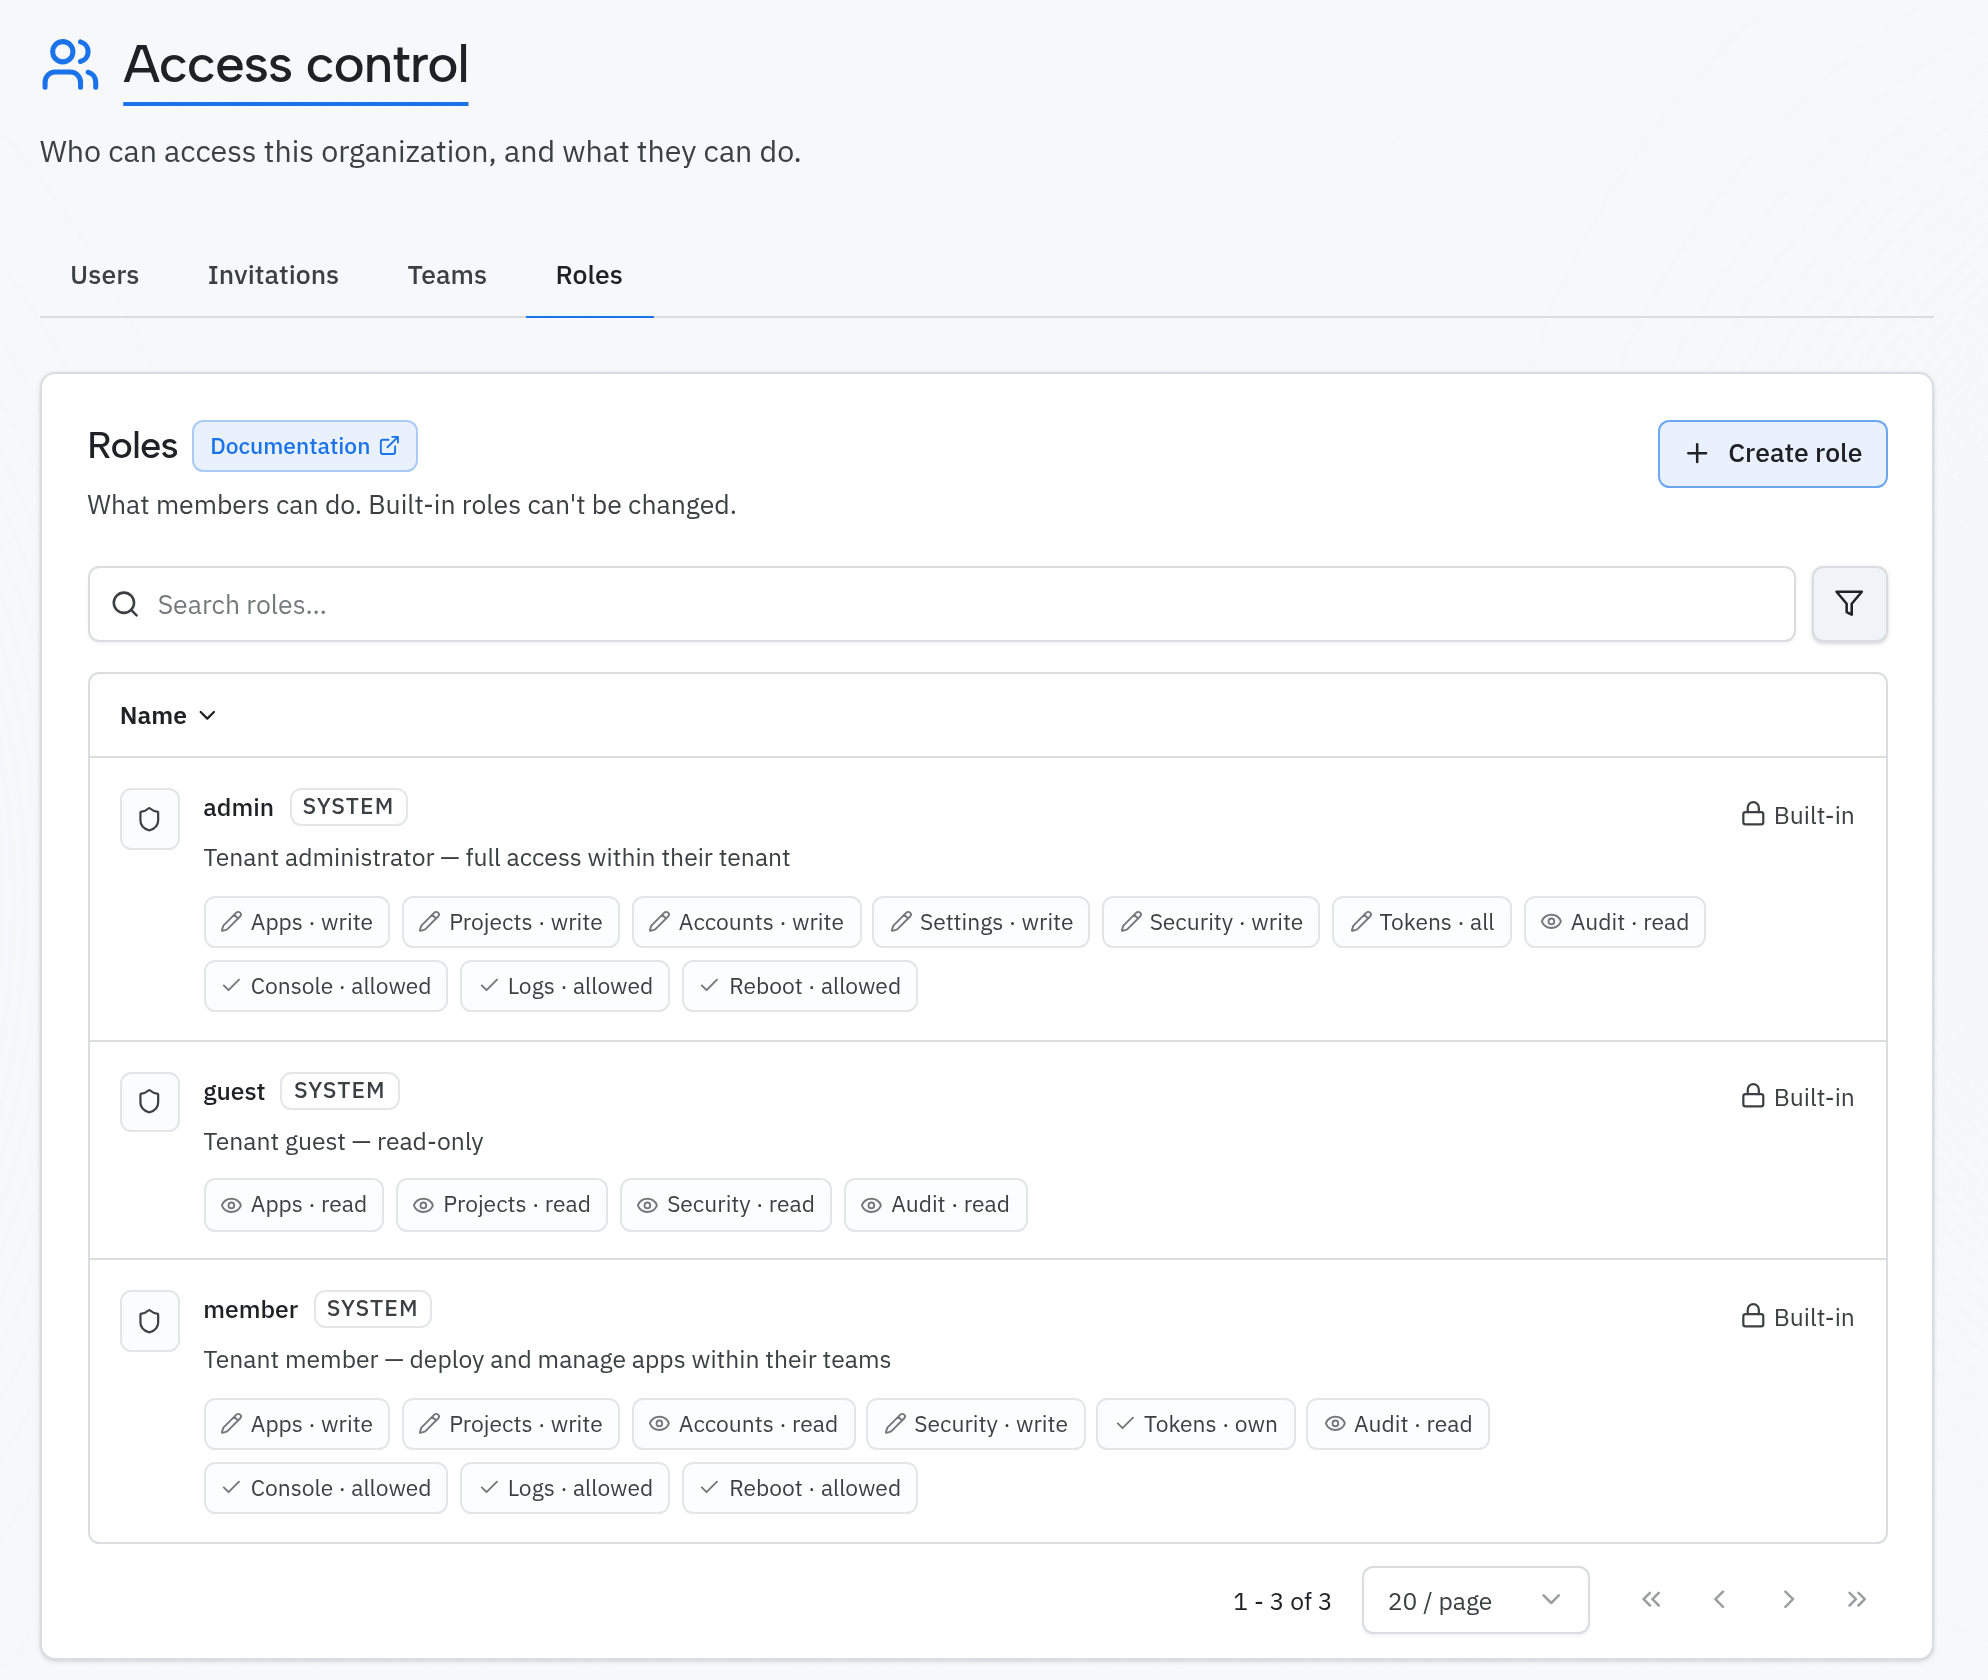 Access control
Who can access this organization, and what they can do.
Users Invitations Teams Roles
Roles Documentation
Create role
What members can do. Built-in roles can't be changed.
Search roles...
Name
admin SYSTEM
Built-in
Tenant administrator — full access within their tenant
Apps · write Projects · write Accounts · write Settings · write Security · write Tokens · all Audit · read
Console · allowed Logs · allowed Reboot · allowed
guest SYSTEM
Built-in
Tenant guest — read-only
Apps · read Projects · read Security · read Audit · read
member SYSTEM
Built-in
Tenant member — deploy and manage apps within their teams
Apps · write Projects · write Accounts · read Security · write Tokens · own Audit · read
Console · allowed Logs · allowed Reboot · allowed
1 - 3 of 3 20 / page